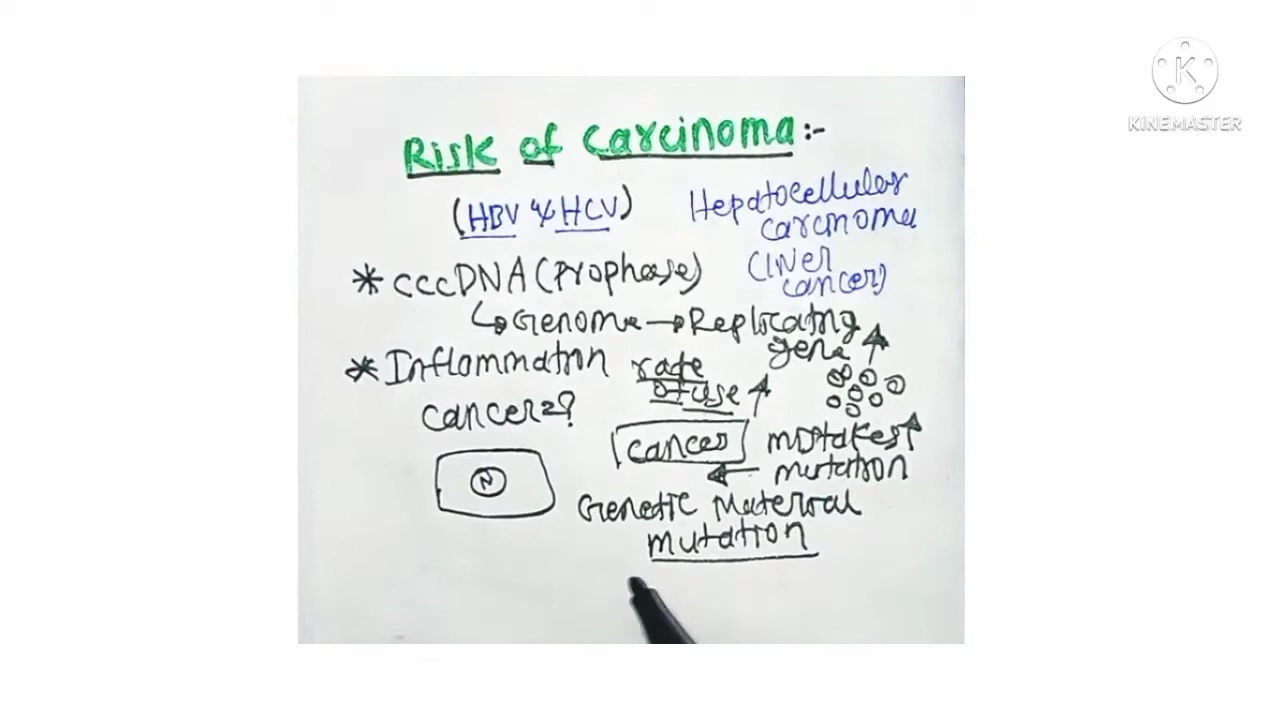 Risk of Carcinoma:-
(HBV & HCV)
Hepatocellular
carcinoma
(liver
cancer)
* cccDNA (Prophase)
↳ Genome → Replicating
gene ↑
* Inflammation
cancer = ?
rate
of use ↑
cancer
mistakes ↑
mutation
←
N
Genetic Material
mutation
K
KINEMASTER